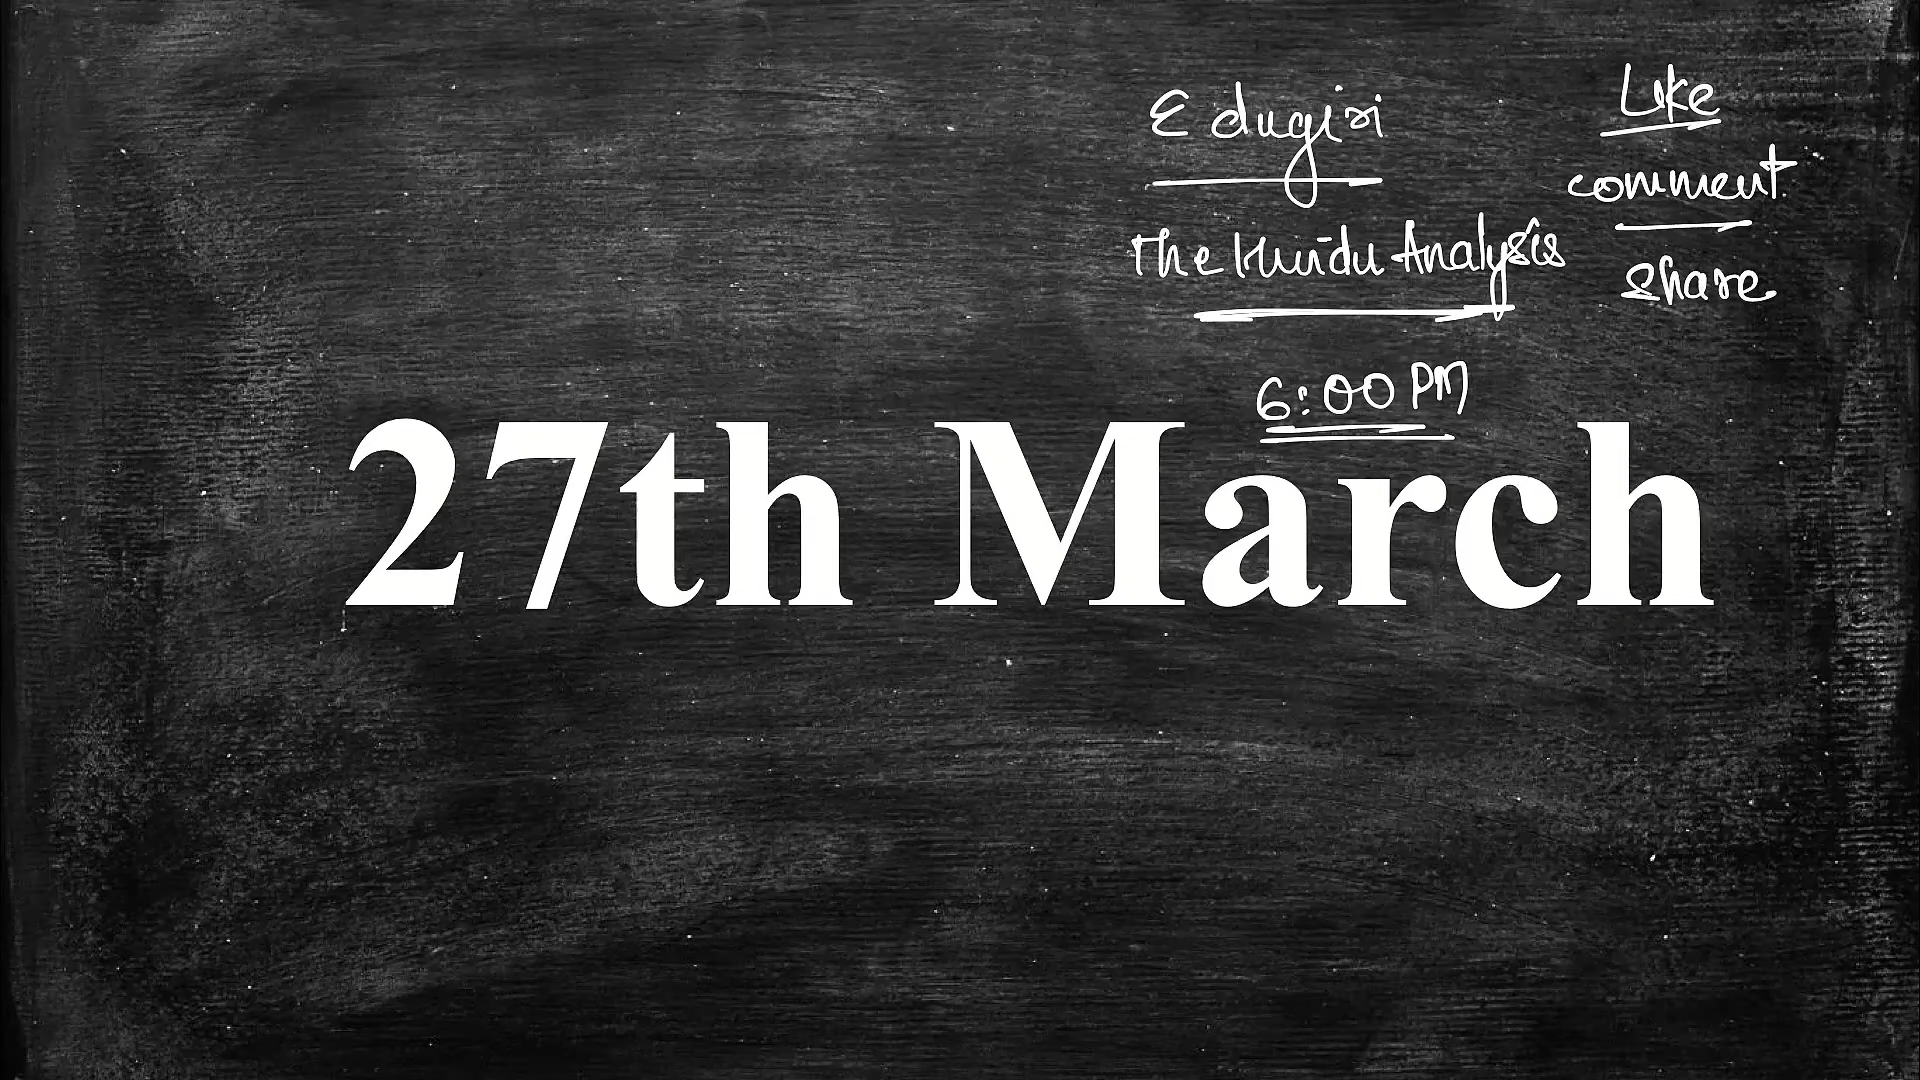 Edugiri
The Hindu Analysis
6:00 PM
Like
comment
share
27th March